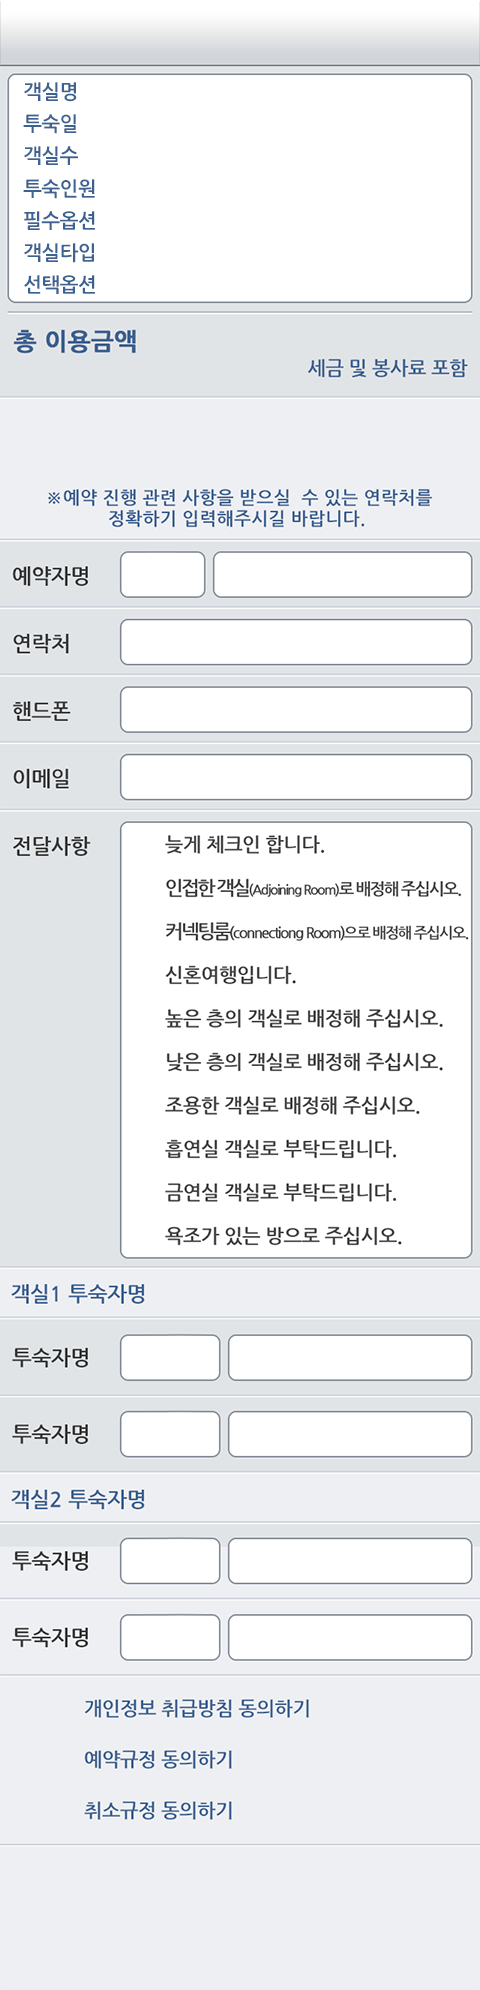 객실명
투숙일
객실수
투숙인원
필수옵션
객실타입
선택옵션
총 이용금액
세금 및 봉사료 포함
※예약 진행 관련 사항을 받으실 수 있는 연락처를
정확하기 입력해주시길 바랍니다.
예약자명
연락처
핸드폰
이메일
전달사항
늦게 체크인 합니다.
인접한 객실(Adjoining Room)로 배정해 주십시오.
커넥팅룸(connectiong Room)으로 배정해 주십시오.
신혼여행입니다.
높은 층의 객실로 배정해 주십시오.
낮은 층의 객실로 배정해 주십시오.
조용한 객실로 배정해 주십시오.
흡연실 객실로 부탁드립니다.
금연실 객실로 부탁드립니다.
욕조가 있는 방으로 주십시오.
객실1 투숙자명
투숙자명
투숙자명
객실2 투숙자명
투숙자명
투숙자명
개인정보 취급방침 동의하기
예약규정 동의하기
취소규정 동의하기